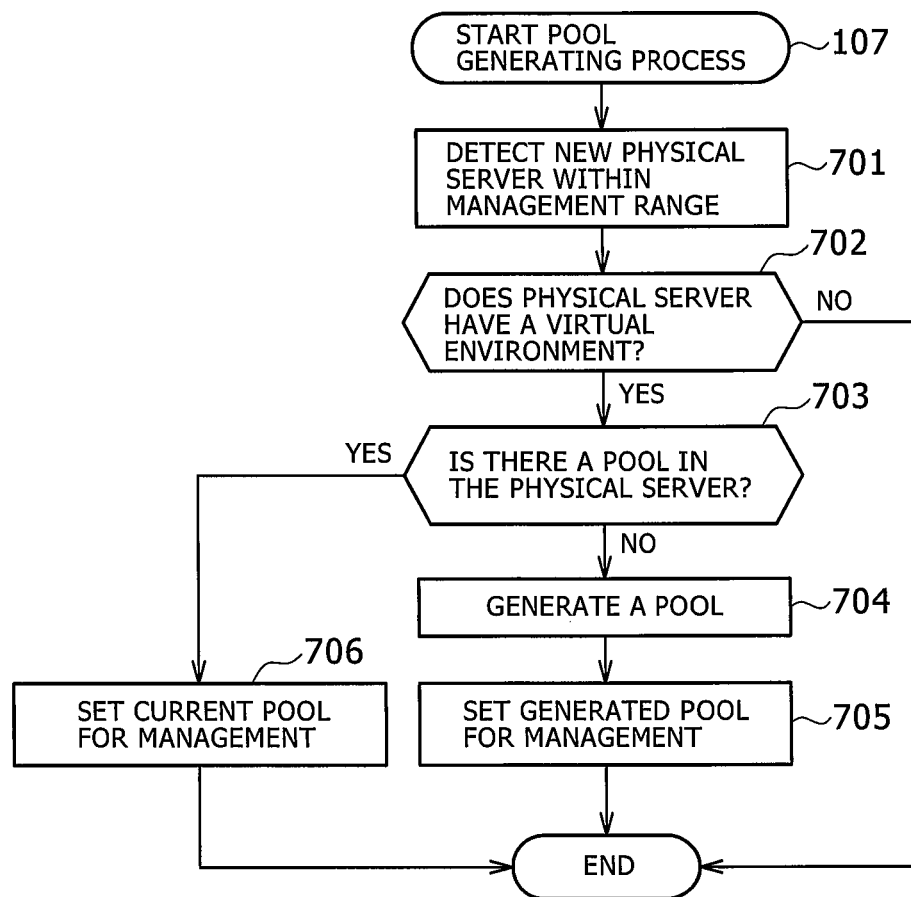 START POOL
GENERATING PROCESS
107
DETECT NEW PHYSICAL
SERVER WITHIN
MANAGEMENT RANGE
701
702
DOES PHYSICAL SERVER
HAVE A VIRTUAL
ENVIRONMENT?
NO
YES
703
YES
IS THERE A POOL IN
THE PHYSICAL SERVER?
NO
GENERATE A POOL
704
706
SET CURRENT POOL
FOR MANAGEMENT
SET GENERATED POOL
FOR MANAGEMENT
705
END